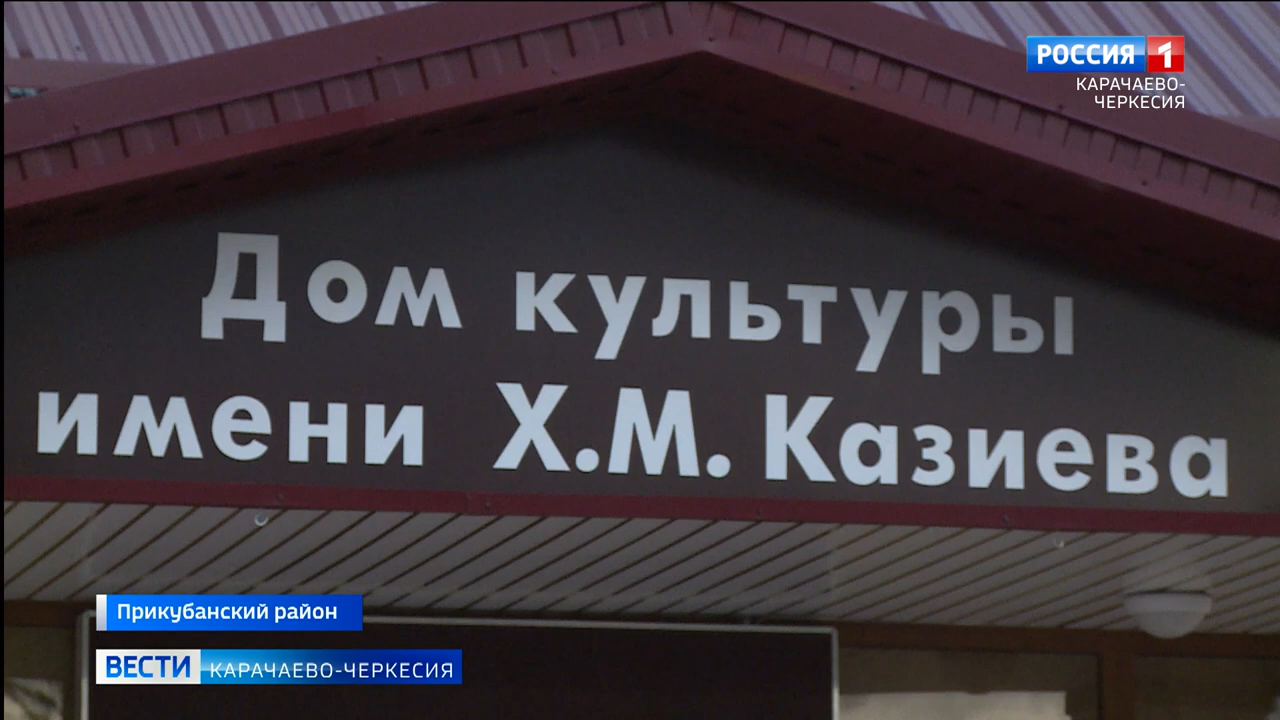 РОССИЯ 1
КАРАЧАЕВО-
ЧЕРКЕСИЯ
Дом культуры
имени Х.М. Казиева
Прикубанский район
ВЕСТИ КАРАЧАЕВО-ЧЕРКЕСИЯ